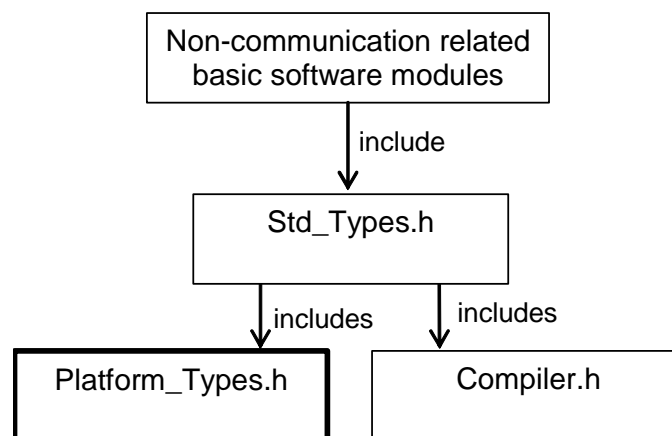 Non-communication related
basic software modules
include
Std_Types.h
includes
includes
Platform_Types.h
Compiler.h